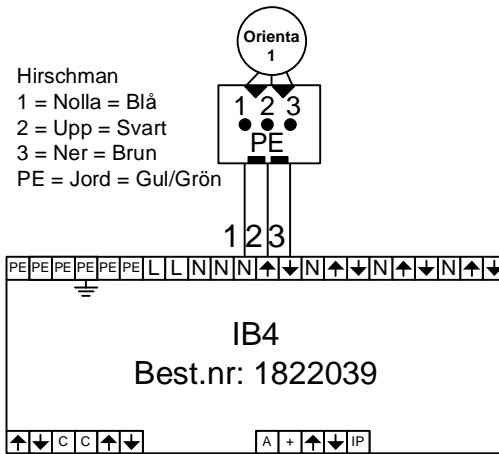 Orienta
1
Hirschman
1 = Nolla = Blå
2 = Upp = Svart
3 = Ner = Brun
PE = Jord = Gul/Grön
1 2 3
PE
1 2 3
PE PE PE PE PE PE L L N N N N N N
IB4
Best.nr: 1822039
C C A + IP